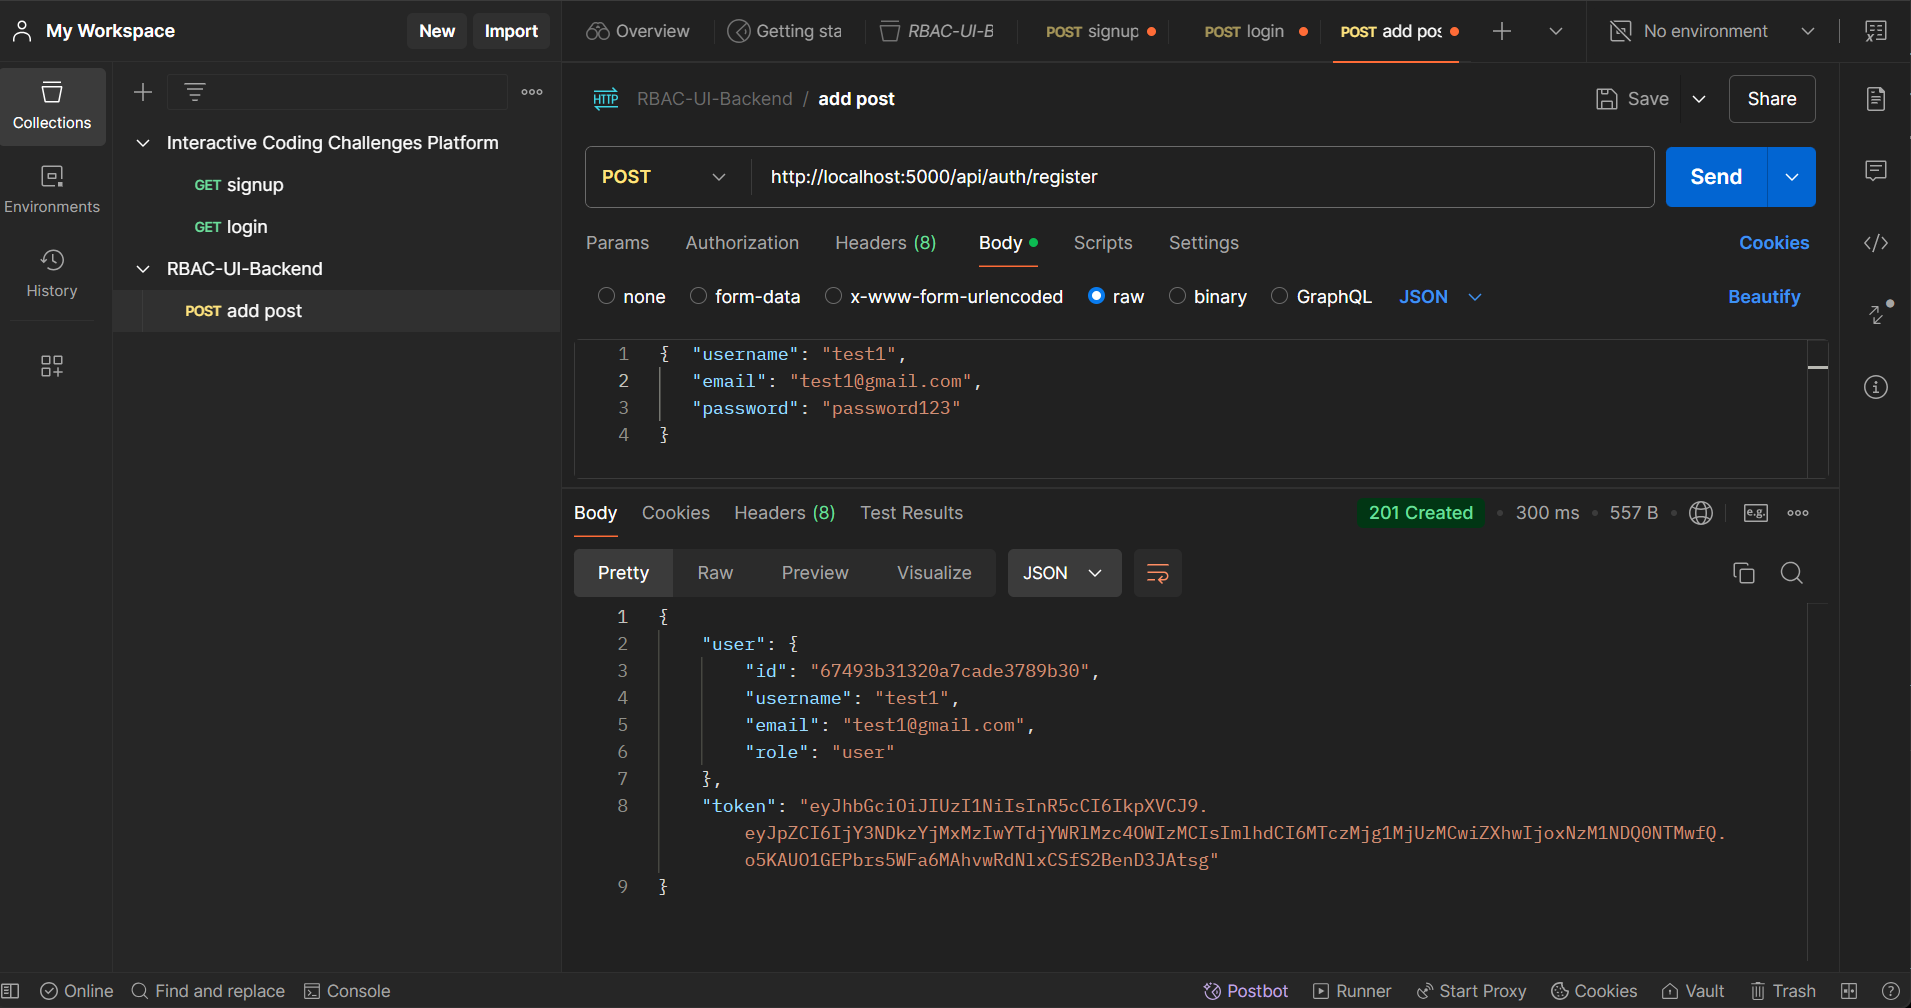 My Workspace
New
Import
Overview
Getting sta
RBAC-UI-B
POST signup
POST login
POST add pos
No environment
Collections
Environments
History
Interactive Coding Challenges Platform
GET signup
GET login
RBAC-UI-Backend
POST add post
HTTP
RBAC-UI-Backend / add post
Save
Share
POST
http://localhost:5000/api/auth/register
Send
Params
Authorization
Headers (8)
Body
Scripts
Settings
Cookies
none
form-data
x-www-form-urlencoded
raw
binary
GraphQL
JSON
Beautify
1 { "username": "test1",
2 "email": "test1@gmail.com",
3 "password": "password123"
4 }
Body
Cookies
Headers (8)
Test Results
201 Created
300 ms
557 B
e.g.
Pretty
Raw
Preview
Visualize
JSON
1 {
2 "user": {
3 "id": "67493b31320a7cade3789b30",
4 "username": "test1",
5 "email": "test1@gmail.com",
6 "role": "user"
7 },
8 "token": "eyJhbGciOiJIUzI1NiIsInR5cCI6IkpXVCJ9.
eyJpZCI6IjY3NDkzYjMxMzIwYTdjYWRlMzc4OWIzMCIsImlhdCI6MTczMjg1MjUzMCwiZXhwIjoxNzM1NDQ0NTMwfQ.
o5KAUO1GEPbrs5WFa6MAhvwRdNlxCSfS2BenD3JAtsg"
9 }
Online
Find and replace
Console
Postbot
Runner
Start Proxy
Cookies
Vault
Trash